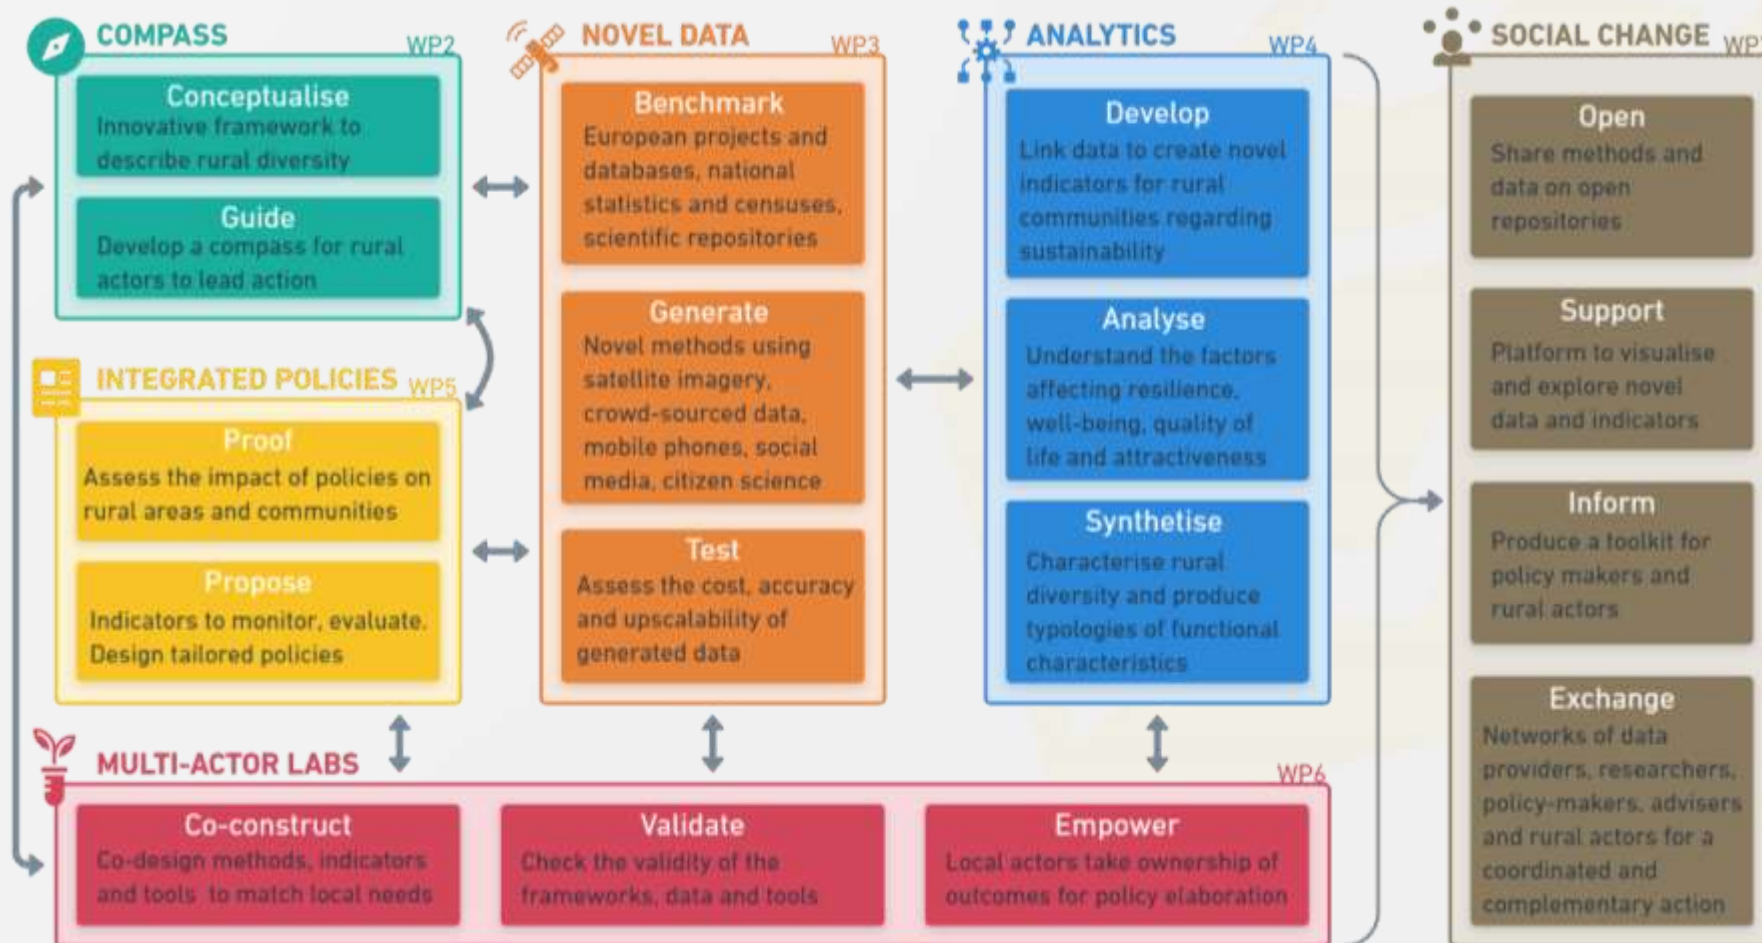 COMPASS
WP2
Conceptualise
Innovative framework to
describe rural diversity
Guide
Develop a compass for rural
actors to lead action
INTEGRATED POLICIES
WP5
Proof
Assess the impact of policies on
rural areas and communities
Propose
Indicators to monitor, evaluate.
Design tailored policies
NOVEL DATA
WP3
Benchmark
European projects and
databases, national
statistics and censuses,
scientific repositories
Generate
Novel methods using
satellite imagery,
crowd-sourced data,
mobile phones, social
media, citizen science
Test
Assess the cost, accuracy
and upscalability of
generated data
ANALYTICS
WP4
Develop
Link data to create novel
indicators for rural
communities regarding
sustainability
Analyse
Understand the factors
affecting resilience,
well-being, quality of
life and attractiveness
Synthetise
Characterise rural
diversity and produce
typologies of functional
characteristics
MULTI-ACTOR LABS
WP6
Co-construct
Co-design methods, indicators
and tools to match local needs
Validate
Check the validity of the
frameworks, data and tools
Empower
Local actors take ownership of
outcomes for policy elaboration
SOCIAL CHANGE
Open
Share methods and
data on open
repositories
Support
Platform to visualise
and explore novel
data and indicators
Inform
Produce a toolkit for
policy makers and
rural actors
Exchange
Networks of data
providers, researchers,
policy-makers, advisers
and rural actors for a
coordinated and
complementary action